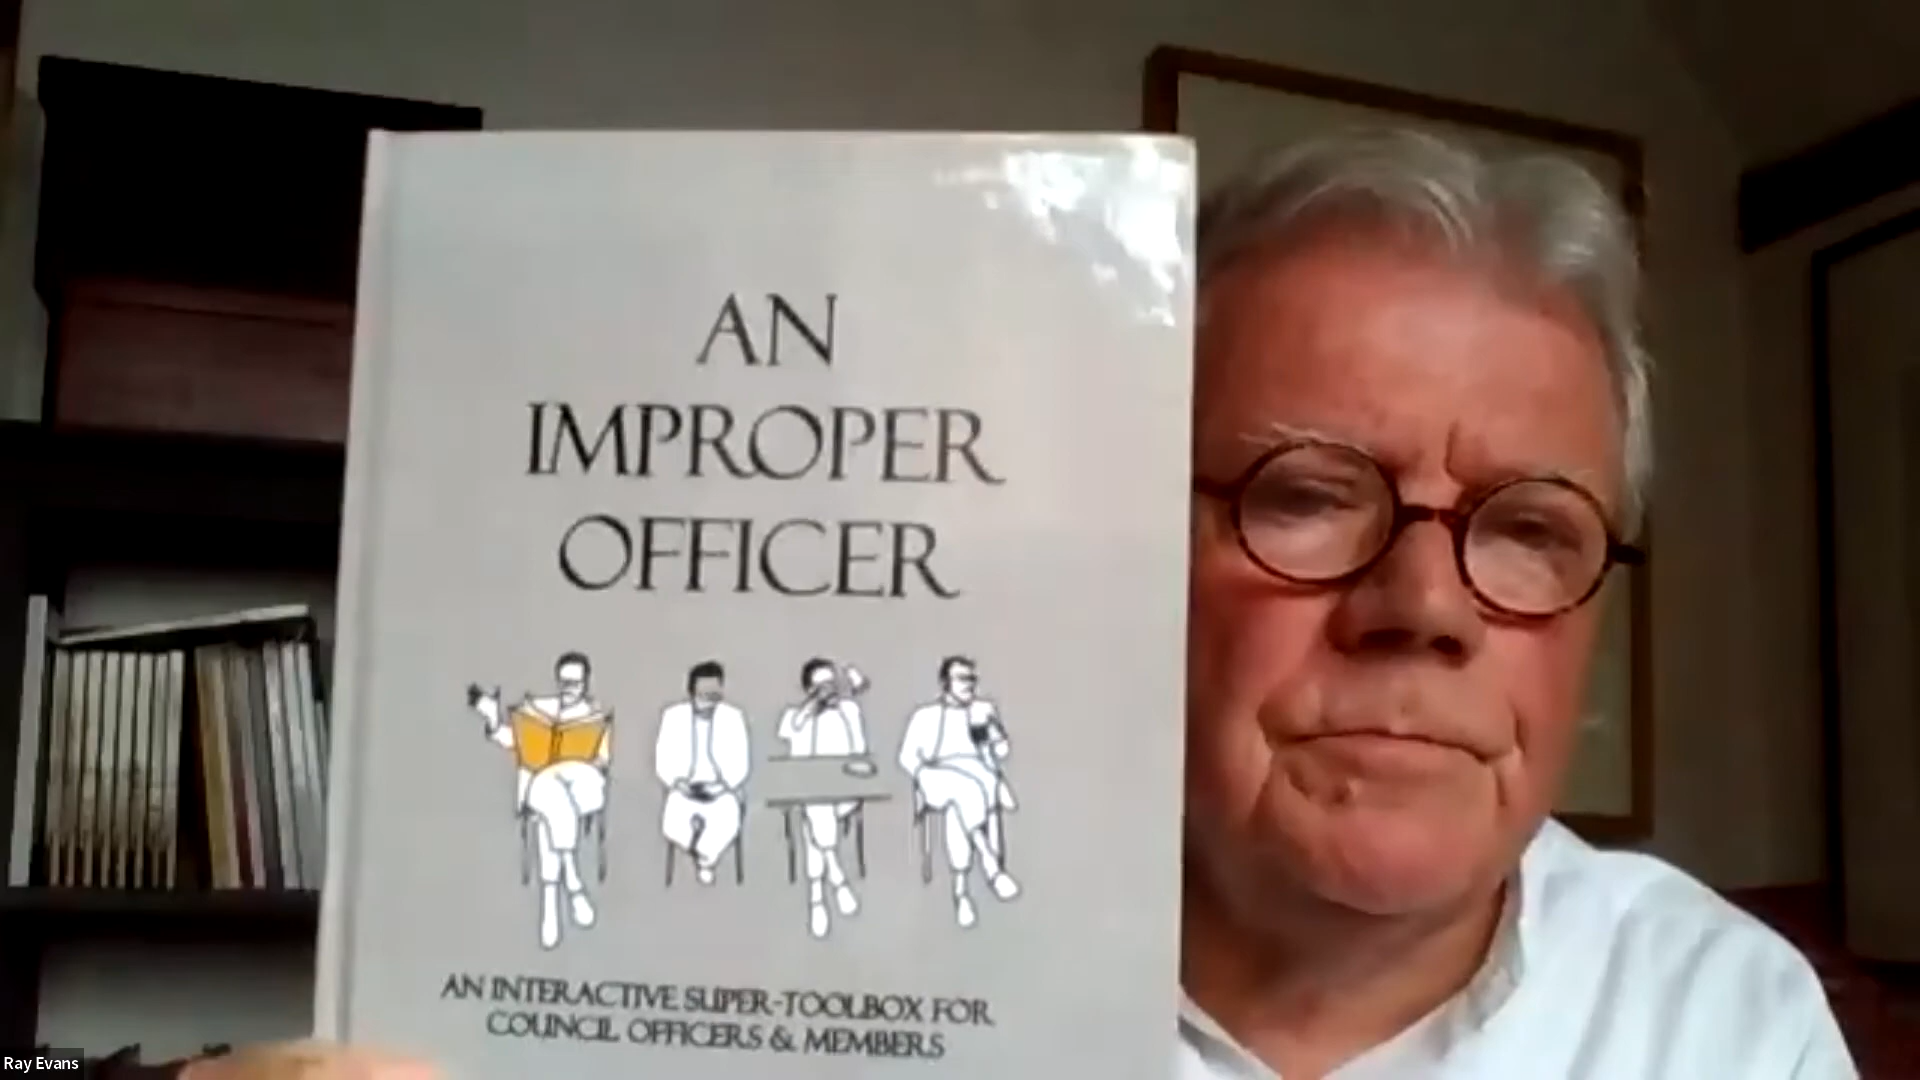 AN
IMPROPER
OFFICER
AN INTERACTIVE SUPER-TOOLBOX FOR
COUNCIL OFFICERS & MEMBERS
Ray Evans